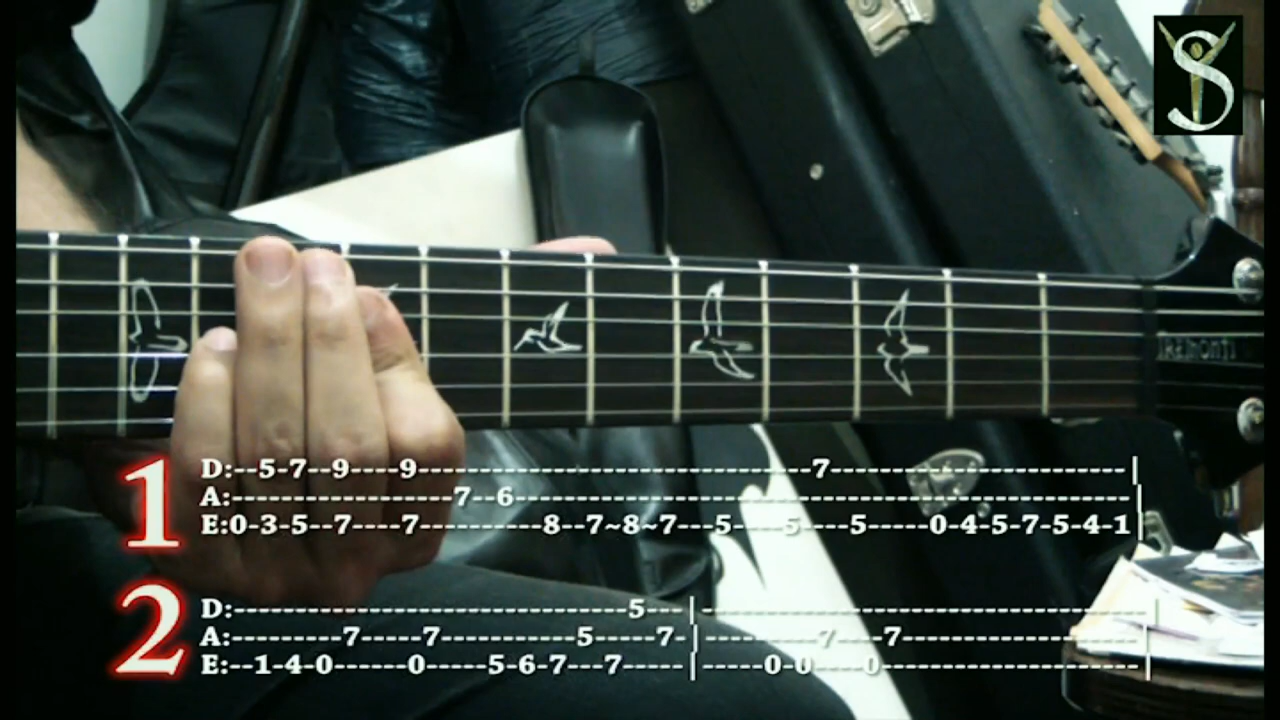 S
Tremonti
1
D:--5-7--9----9--------------------------7--------------------|
A:---------------7--6-----------------------------------------|
E:0-3-5--7----7----------8--7~8~7---5----5----5-----0-4-5-7-5-4-1|
2
D:--------------------------5---|-----------------------------|
A:---------7-----7----------5----7-|---------7----7----------------|
E:--1-4-0------0-----5-6-7---7-----|-----0-0----0------------------|